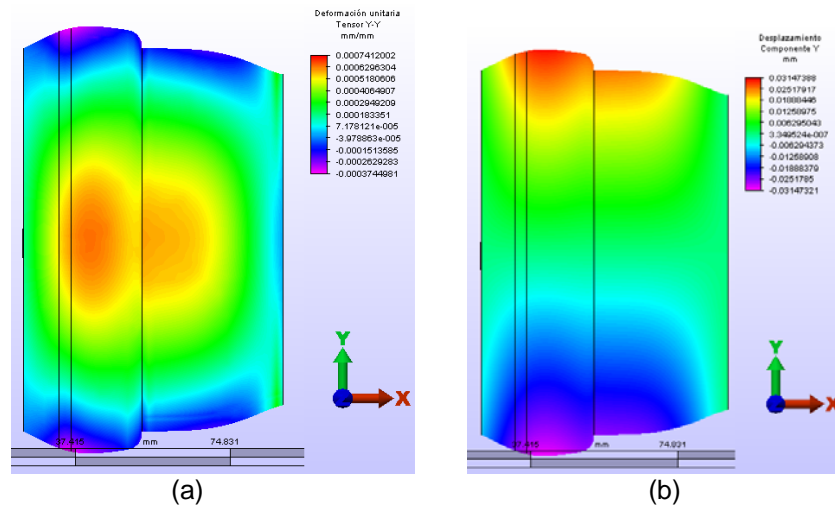 Deformación unitaria
Tensor Y-Y
mm/mm
0.0007412002
0.0006296304
0.0005180606
0.0004064907
0.0002949209
0.000183351
7.178121e-005
-3.978863e-005
-0.0001513585
-0.0002629283
-0.0003744981
Y
X
37.415
mm
74.831
(a)
Desplazamiento
Componente Y
mm
0.03147388
0.02517917
0.01888446
0.01258975
0.006295043
3.349524e-007
-0.006294373
-0.01258908
-0.01888379
-0.0251785
-0.03147321
Y
X
37.415
mm
74.831
(b)